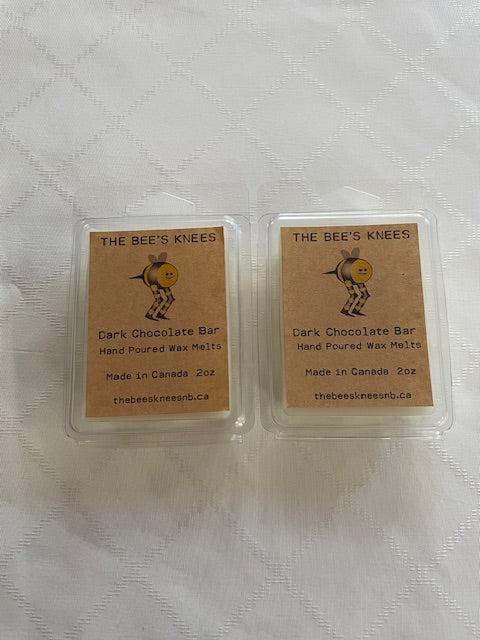 THE BEE'S KNEES
Dark Chocolate Bar
Hand Poured Wax Melts
Made in Canada 2oz
thebeeskneesnb.ca
THE BEE'S KNEES
Dark Chocolate Bar
Hand Poured Wax Melts
Made in Canada 2oz
thebeeskneesnb.ca